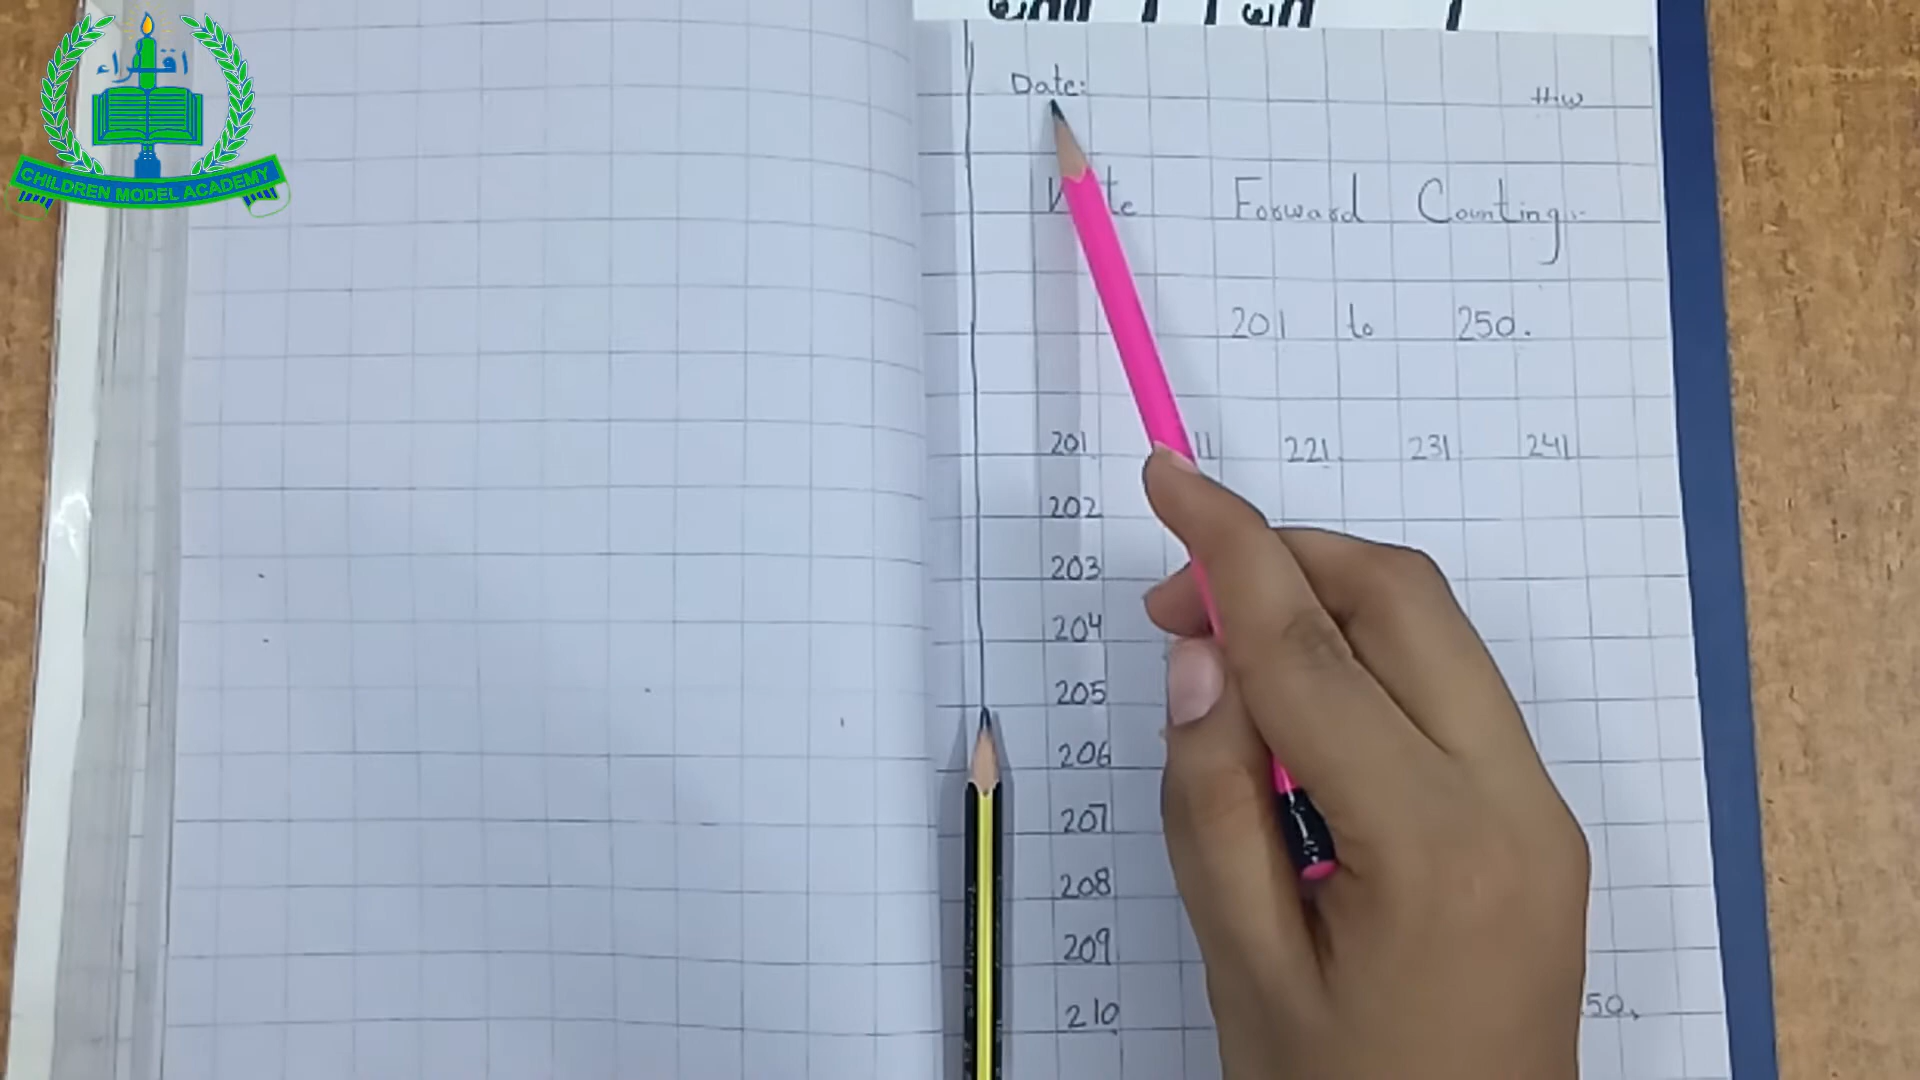 اقراء
CHILDREN MODEL ACADEMY
Date: H.w
Forward Counting:-
201 to 250.
201 221 231 241
202
203
204
205
206
207
208
209
210